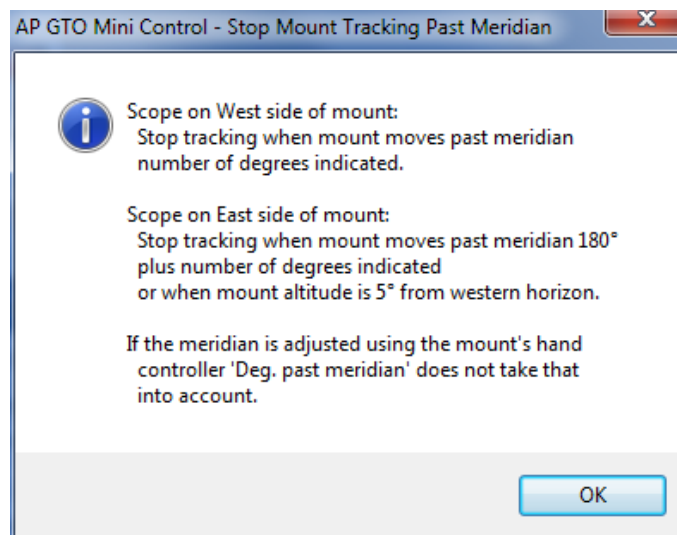 AP GTO Mini Control - Stop Mount Tracking Past Meridian
Scope on West side of mount:
Stop tracking when mount moves past meridian
number of degrees indicated.
Scope on East side of mount:
Stop tracking when mount moves past meridian 180°
plus number of degrees indicated
or when mount altitude is 5° from western horizon.
If the meridian is adjusted using the mount's hand
controller 'Deg. past meridian' does not take that
into account.
OK